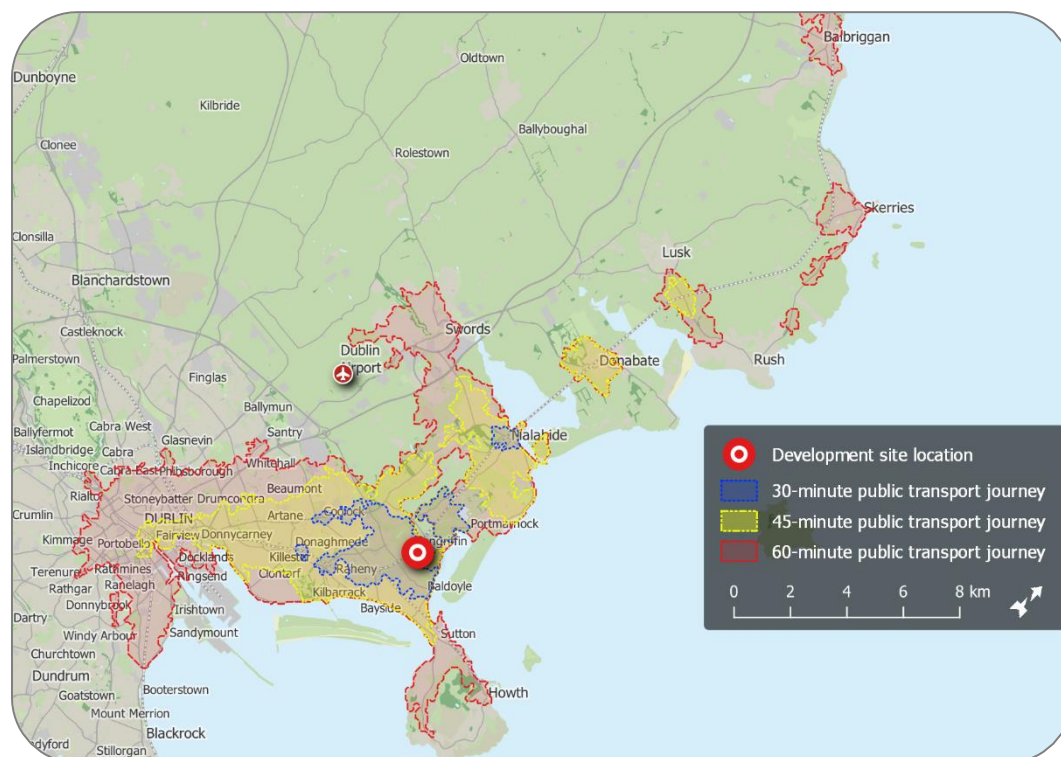 Balbriggan
Oldtown
Dunboyne
Kilbride
Ballyboughal
Clonee
Rolestown
Skerries
Clonsilla
Lusk
Blanchardstown
Swords
Castleknock
Dublin
Donabate
Rush
Palmerstown
Finglas
Chapelizod
Ballymun
Malahide
Ballyfermot
Cabra West
Santry
Glasnevin
Islandbridge
Cabra
Inchicore
Cabra East
Phibsborough
Whitehall
Development site location
30-minute public transport journey
45-minute public transport journey
60-minute public transport journey
0 2 4 6 8 km
Beaumont
Rialto
Stoneybatter
Drumcondra
Portmarnock
Crumlin
DUBLIN
Artane
Coolock
Fairview
Donnycarney
Kimmage
Portobello
Donaghmede
Docklands
Killester
Raheny
Terenure
Rathmines
Ringsend
Clontarf
Baldoyle
Rathgar
Ranelagh
Kilbarrack
Donnybrook
Irishtown
Bayside
Dartry
Sandymount
Windy Arbour
Sutton
Churchtown
Dundrum
Booterstown
Howth
Goatstown
Mount Merrion
Blackrock
Stillorgan